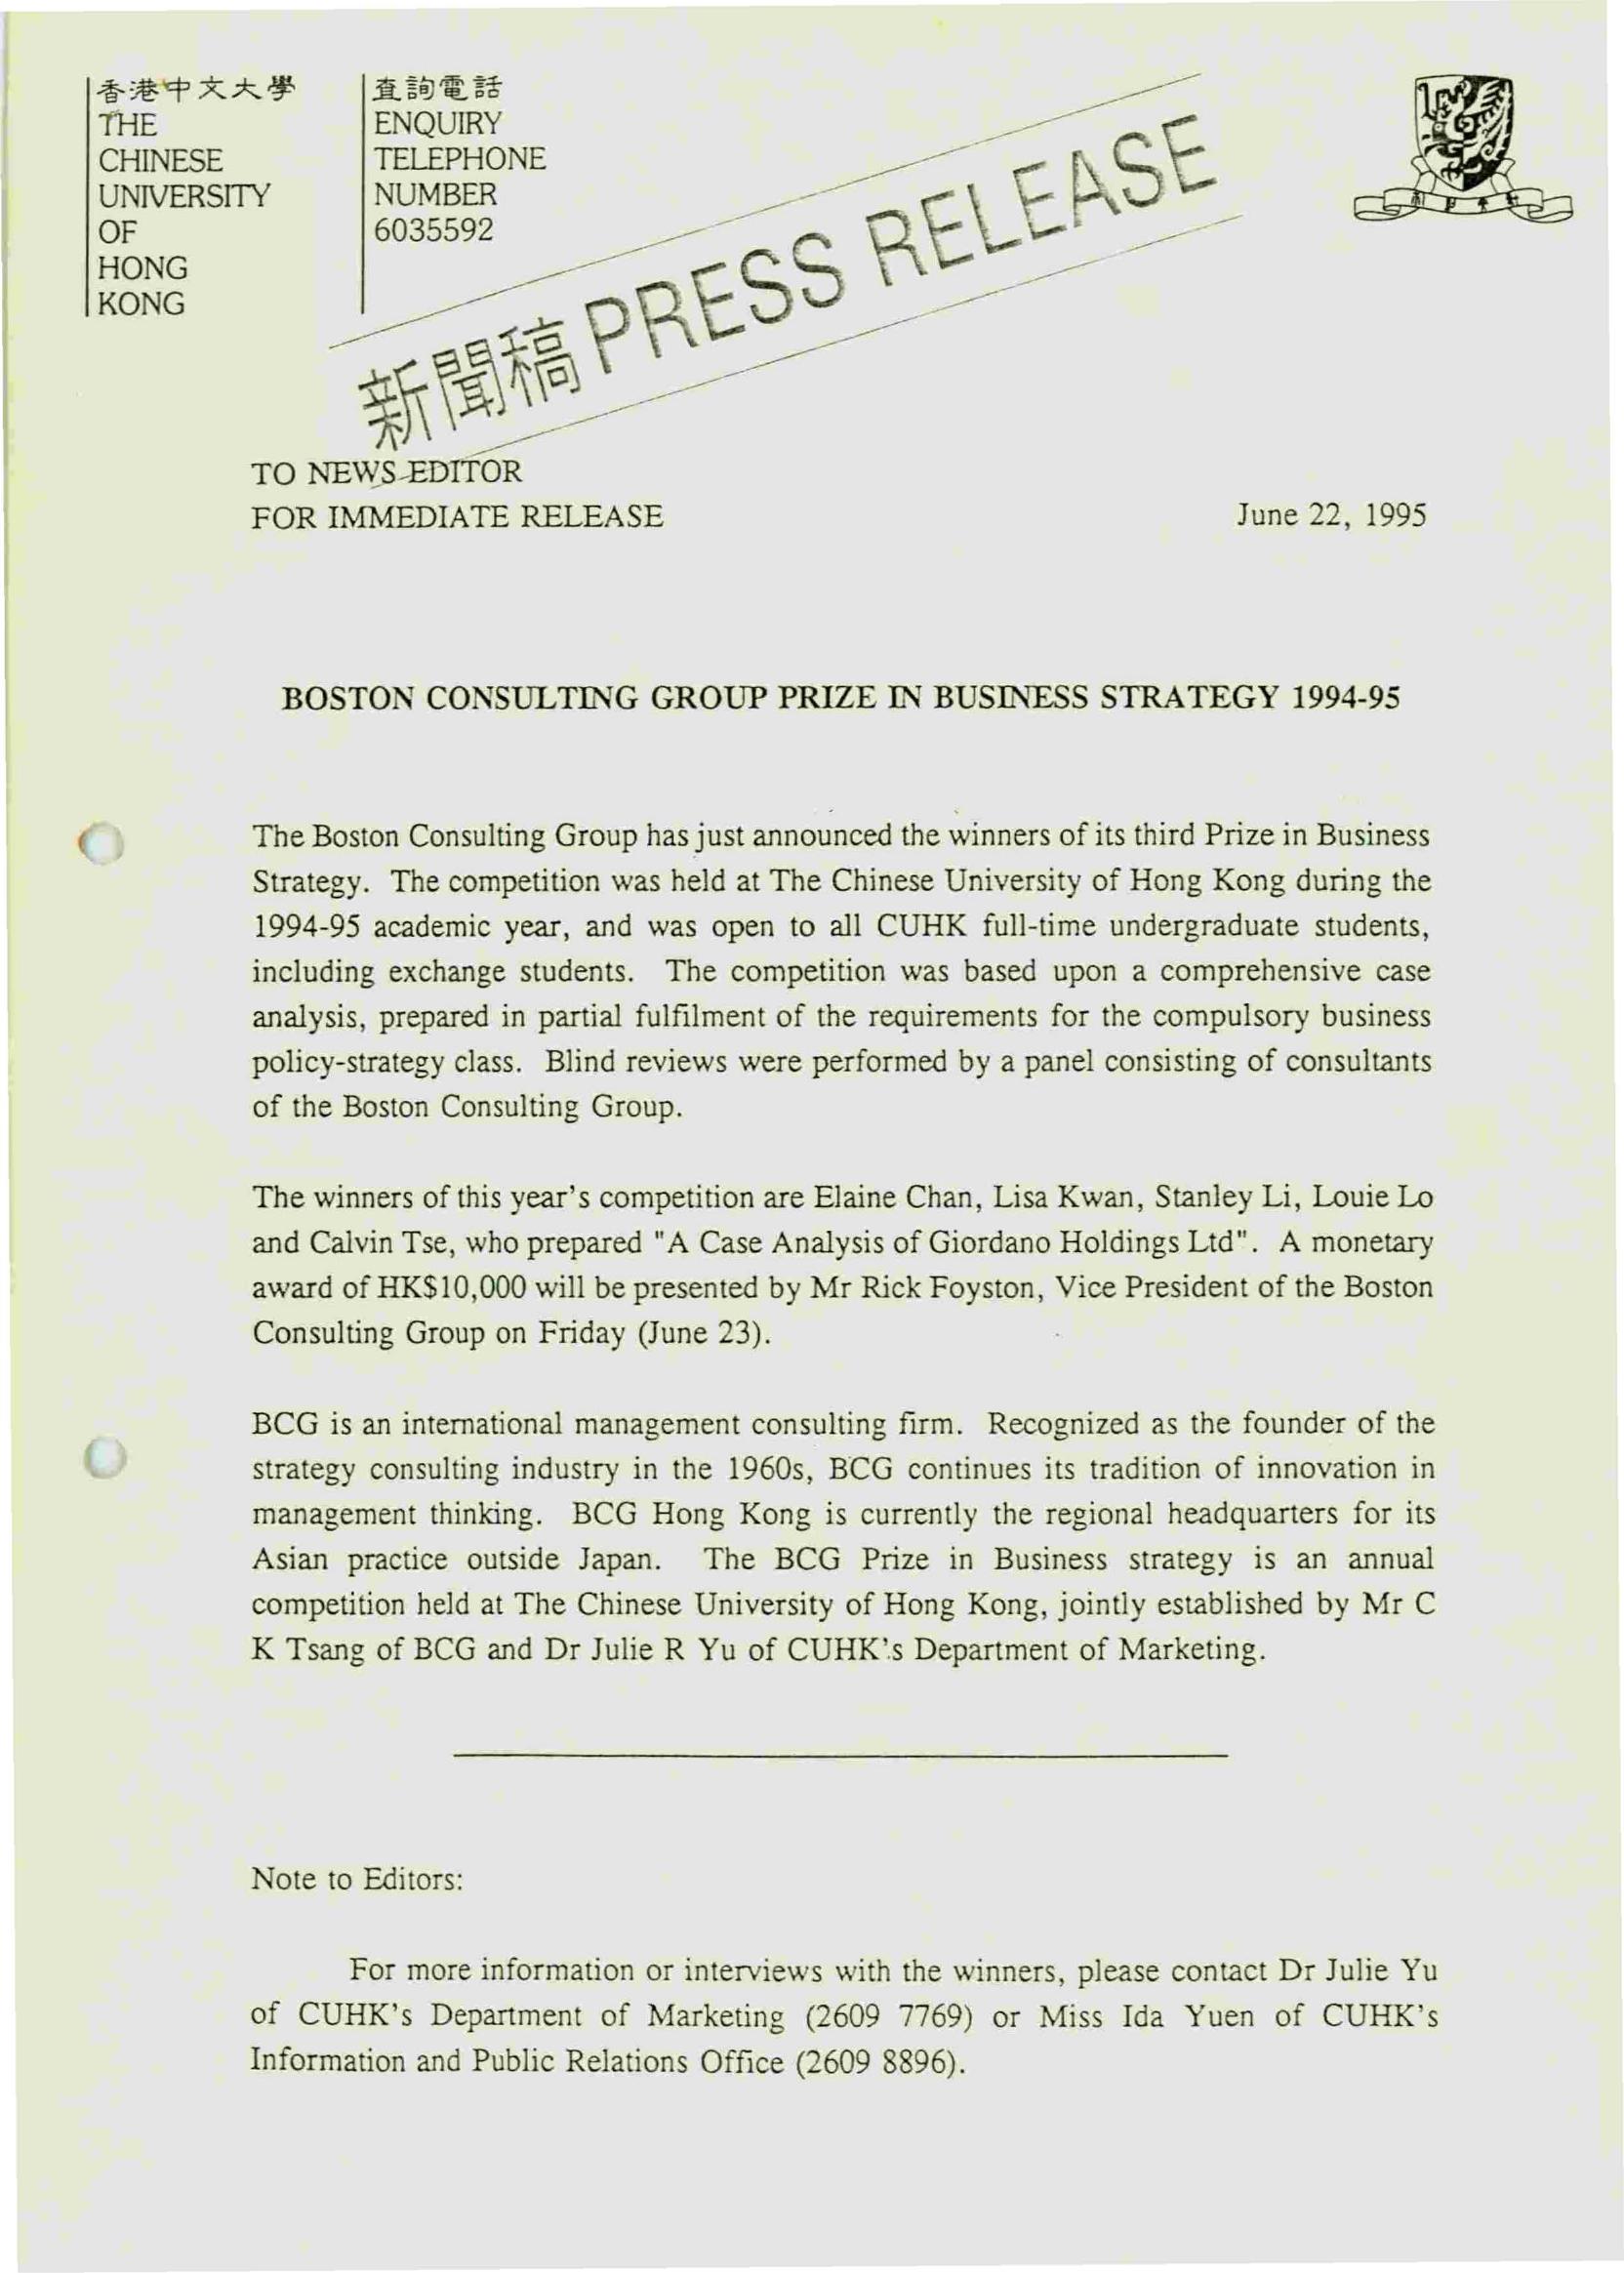 香港中文大學
THE
CHINESE
UNIVERSITY
OF
HONG
KONG
查詢電話
ENQUIRY
TELEPHONE
NUMBER
6035592
新聞稿 PRESS RELEASE
TO NEWS EDITOR
FOR IMMEDIATE RELEASE
June 22, 1995
BOSTON CONSULTING GROUP PRIZE IN BUSINESS STRATEGY 1994-95
The Boston Consulting Group has just announced the winners of its third Prize in Business
Strategy. The competition was held at The Chinese University of Hong Kong during the
1994-95 academic year, and was open to all CUHK full-time undergraduate students,
including exchange students. The competition was based upon a comprehensive case
analysis, prepared in partial fulfilment of the requirements for the compulsory business
policy-strategy class. Blind reviews were performed by a panel consisting of consultants
of the Boston Consulting Group.
The winners of this year's competition are Elaine Chan, Lisa Kwan, Stanley Li, Louie Lo
and Calvin Tse, who prepared "A Case Analysis of Giordano Holdings Ltd". A monetary
award of HK$10,000 will be presented by Mr Rick Foyston, Vice President of the Boston
Consulting Group on Friday (June 23).
BCG is an international management consulting firm. Recognized as the founder of the
strategy consulting industry in the 1960s, BCG continues its tradition of innovation in
management thinking. BCG Hong Kong is currently the regional headquarters for its
Asian practice outside Japan. The BCG Prize in Business strategy is an annual
competition held at The Chinese University of Hong Kong, jointly established by Mr C
K Tsang of BCG and Dr Julie R Yu of CUHK's Department of Marketing.
Note to Editors:
For more information or interviews with the winners, please contact Dr Julie Yu
of CUHK's Department of Marketing (2609 7769) or Miss Ida Yuen of CUHK's
Information and Public Relations Office (2609 8896).